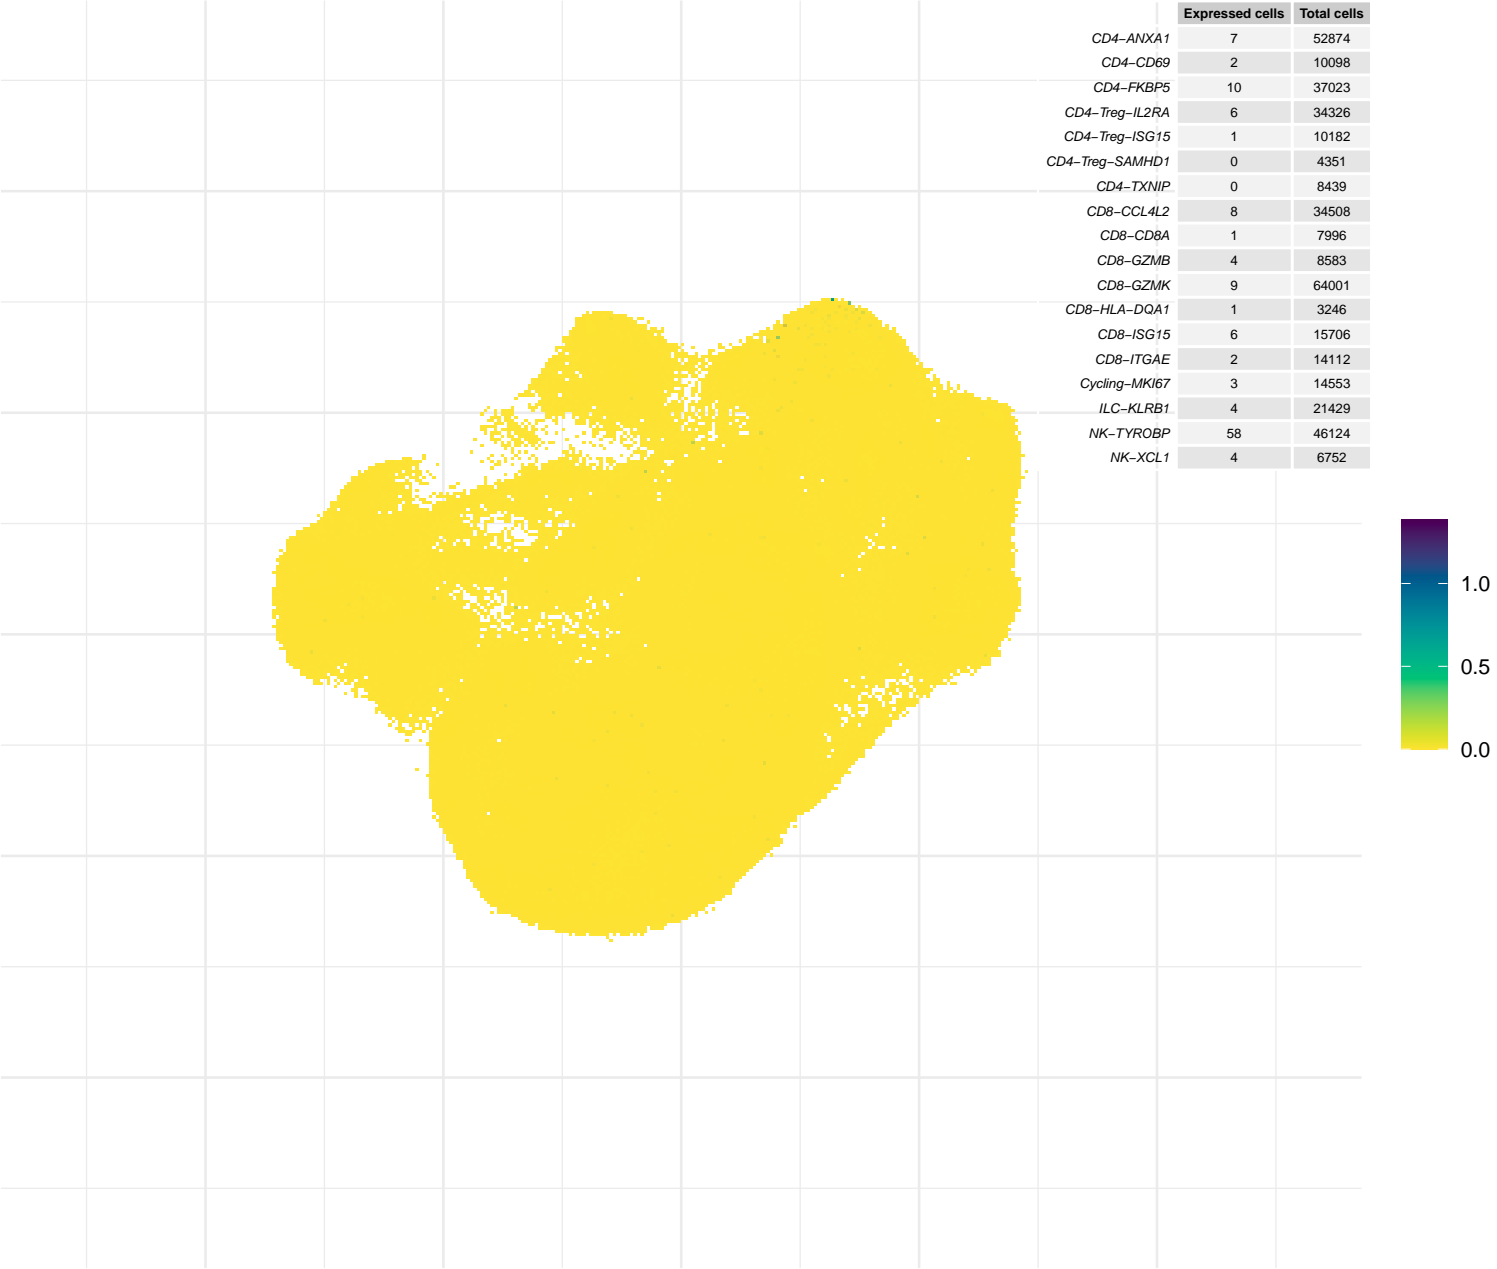 Expressed cells Total cells
CD4−ANXA1 7 52874
CD4−CD69 2 10098
CD4−FKBP5 10 37023
CD4−Treg−IL2RA 6 34326
CD4−Treg−ISG15 1 10182
CD4−Treg−SAMHD1 0 4351
CD4−TXNIP 0 8439
CD8−CCL4L2 8 34508
CD8−CD8A 1 7996
CD8−GZMB 4 8583
CD8−GZMK 9 64001
CD8−HLA−DQA1 1 3246
CD8−ISG15 6 15706
CD8−ITGAE 2 14112
Cycling−MKI67 3 14553
ILC−KLRB1 4 21429
NK−TYROBP 58 46124
NK−XCL1 4 6752
1.0
0.5
0.0